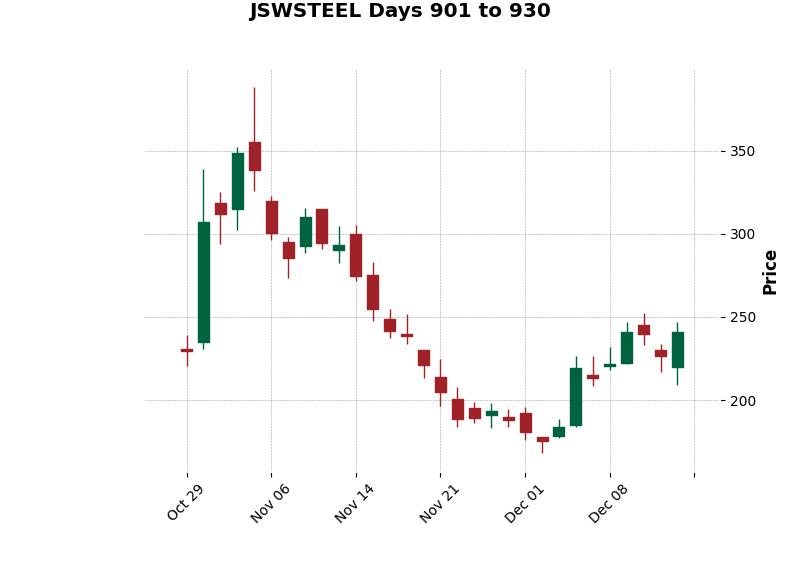 JSWSTEEL Days 901 to 930
350
300
250
200
Price
Oct 29
Nov 06
Nov 14
Nov 21
Dec 01
Dec 08